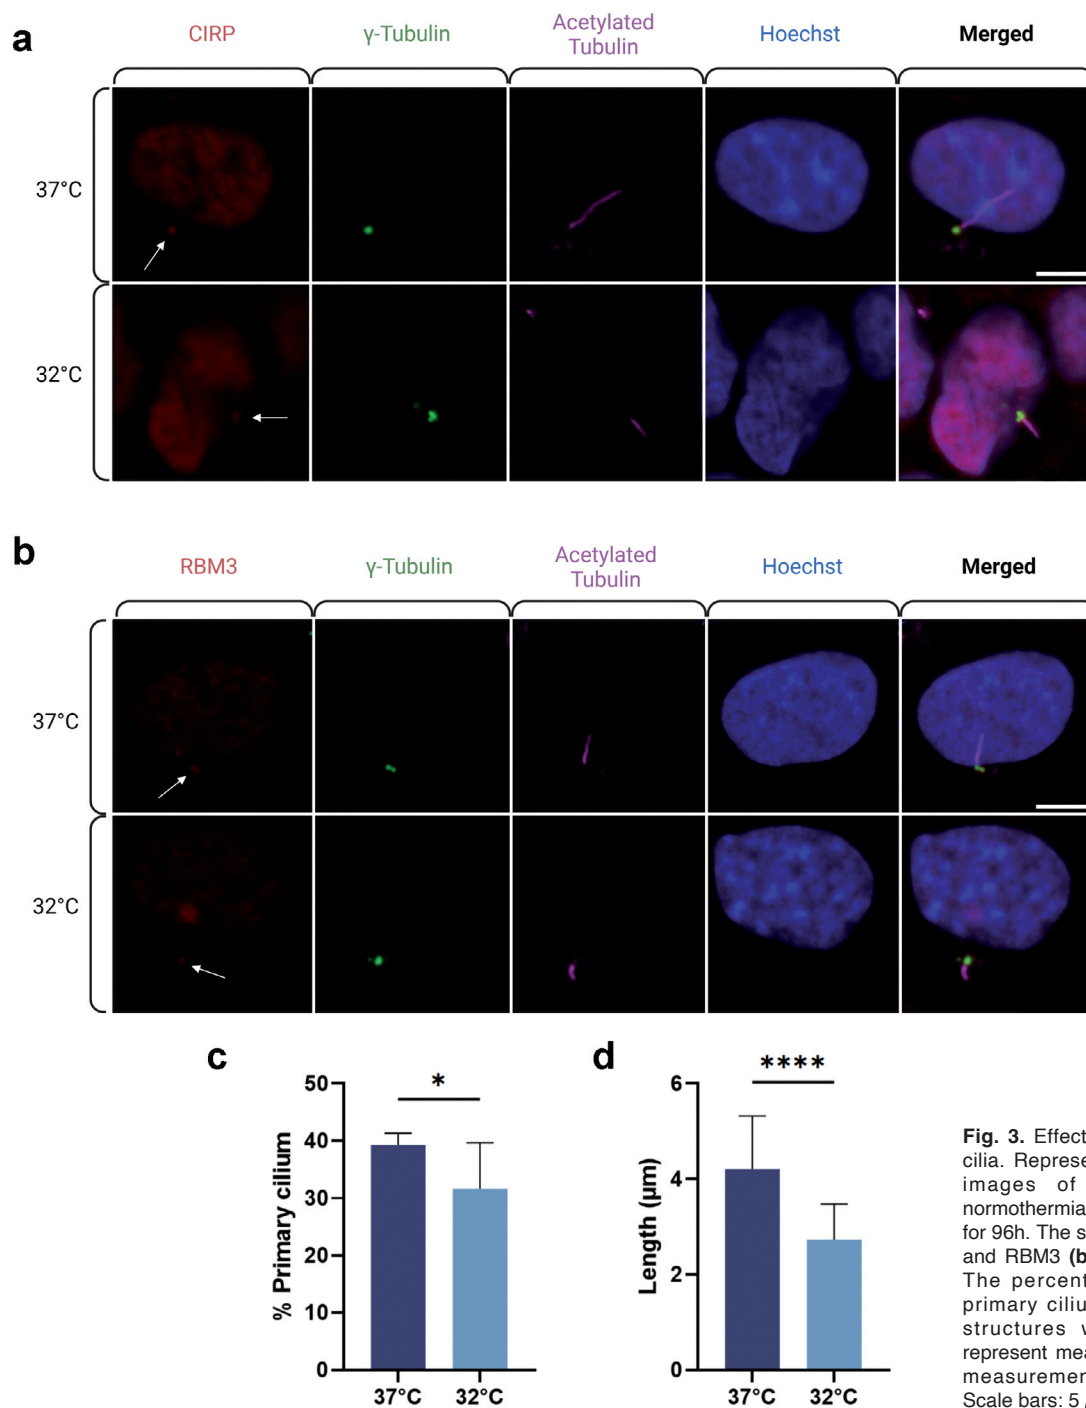 a
CIRP
γ-Tubulin
Acetylated
Tubulin
Hoechst
Merged
37°C
32°C
b
RBM3
γ-Tubulin
Acetylated
Tubulin
Hoechst
Merged
37°C
32°C
c
% Primary cilium
50
40
30
20
10
0
*
37°C
32°C
d
Length (µm)
6
4
2
0
****
37°C
32°C
Fig. 3. Effect
cilia. Represe
images of
normothermia
for 96h. The s
and RBM3 (b
The percent
primary ciliu
structures w
represent mea
measuremen
Scale bars: 5